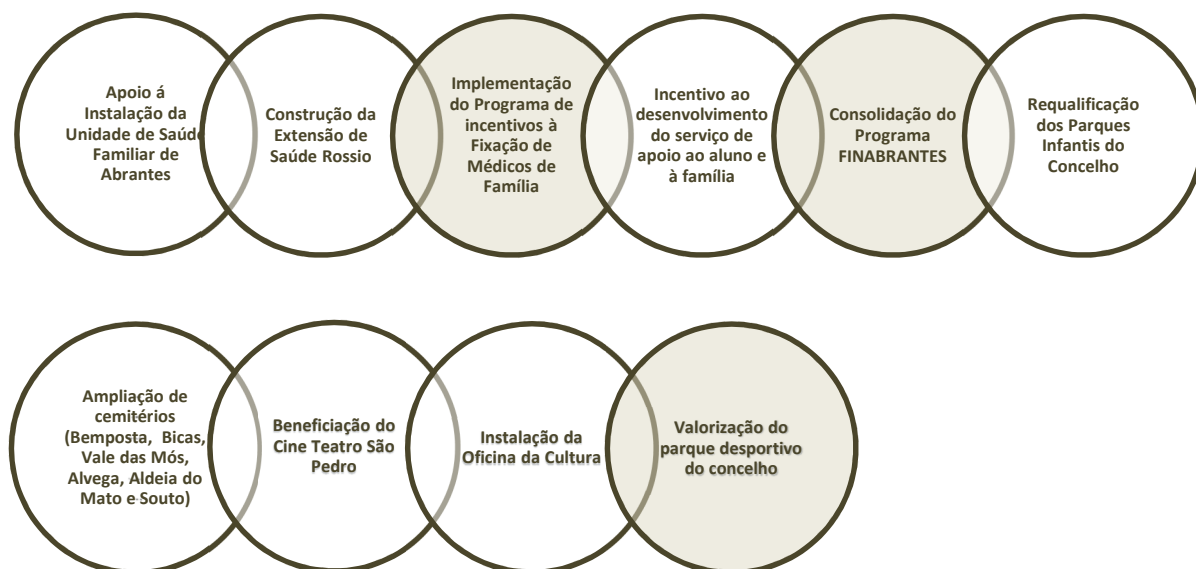 Apoio á
Instalação da
Unidade de Saúde
Familiar de
Abrantes
Construção da
Extensão de
Saúde Rossio
Implementação
do Programa de
incentivos à
Fixação de
Médicos de
Família
Incentivo ao
desenvolvimento
do serviço de
apoio ao aluno e
à família
Consolidação do
Programa
FINABRANTES
Requalificação
dos Parques
Infantis do
Concelho
Ampliação de
cemitérios
(Bemposta, Bicas,
Vale das Mós,
Alvega, Aldeia do
Mato e Souto)
Beneficiação do
Cine Teatro São
Pedro
Instalação da
Oficina da Cultura
Valorização do
parque desportivo
do concelho